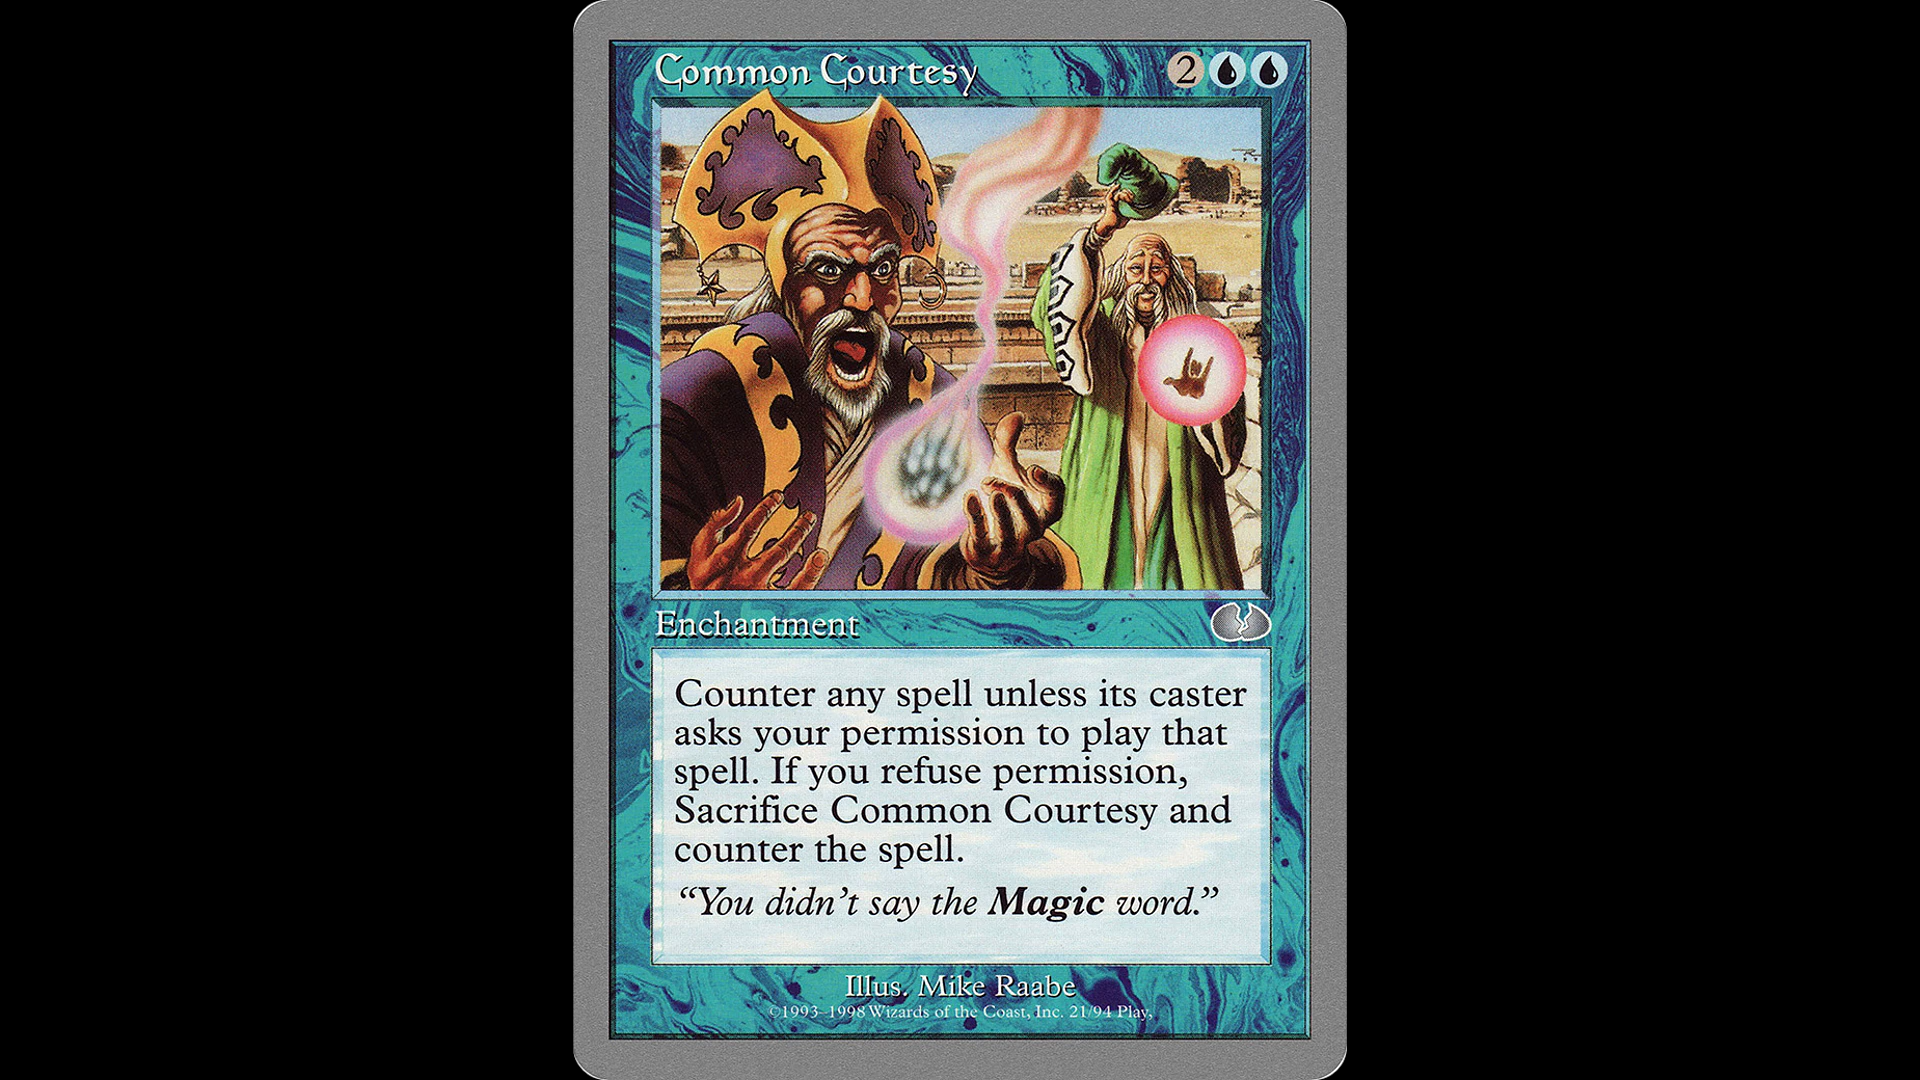 Common Courtesy 2
Enchantment
Counter any spell unless its caster
asks your permission to play that
spell. If you refuse permission,
Sacrifice Common Courtesy and
counter the spell.
“You didn’t say the Magic word.”
Illus. Mike Raabe
©1993-1998 Wizards of the Coast, Inc. 21/94 Play,